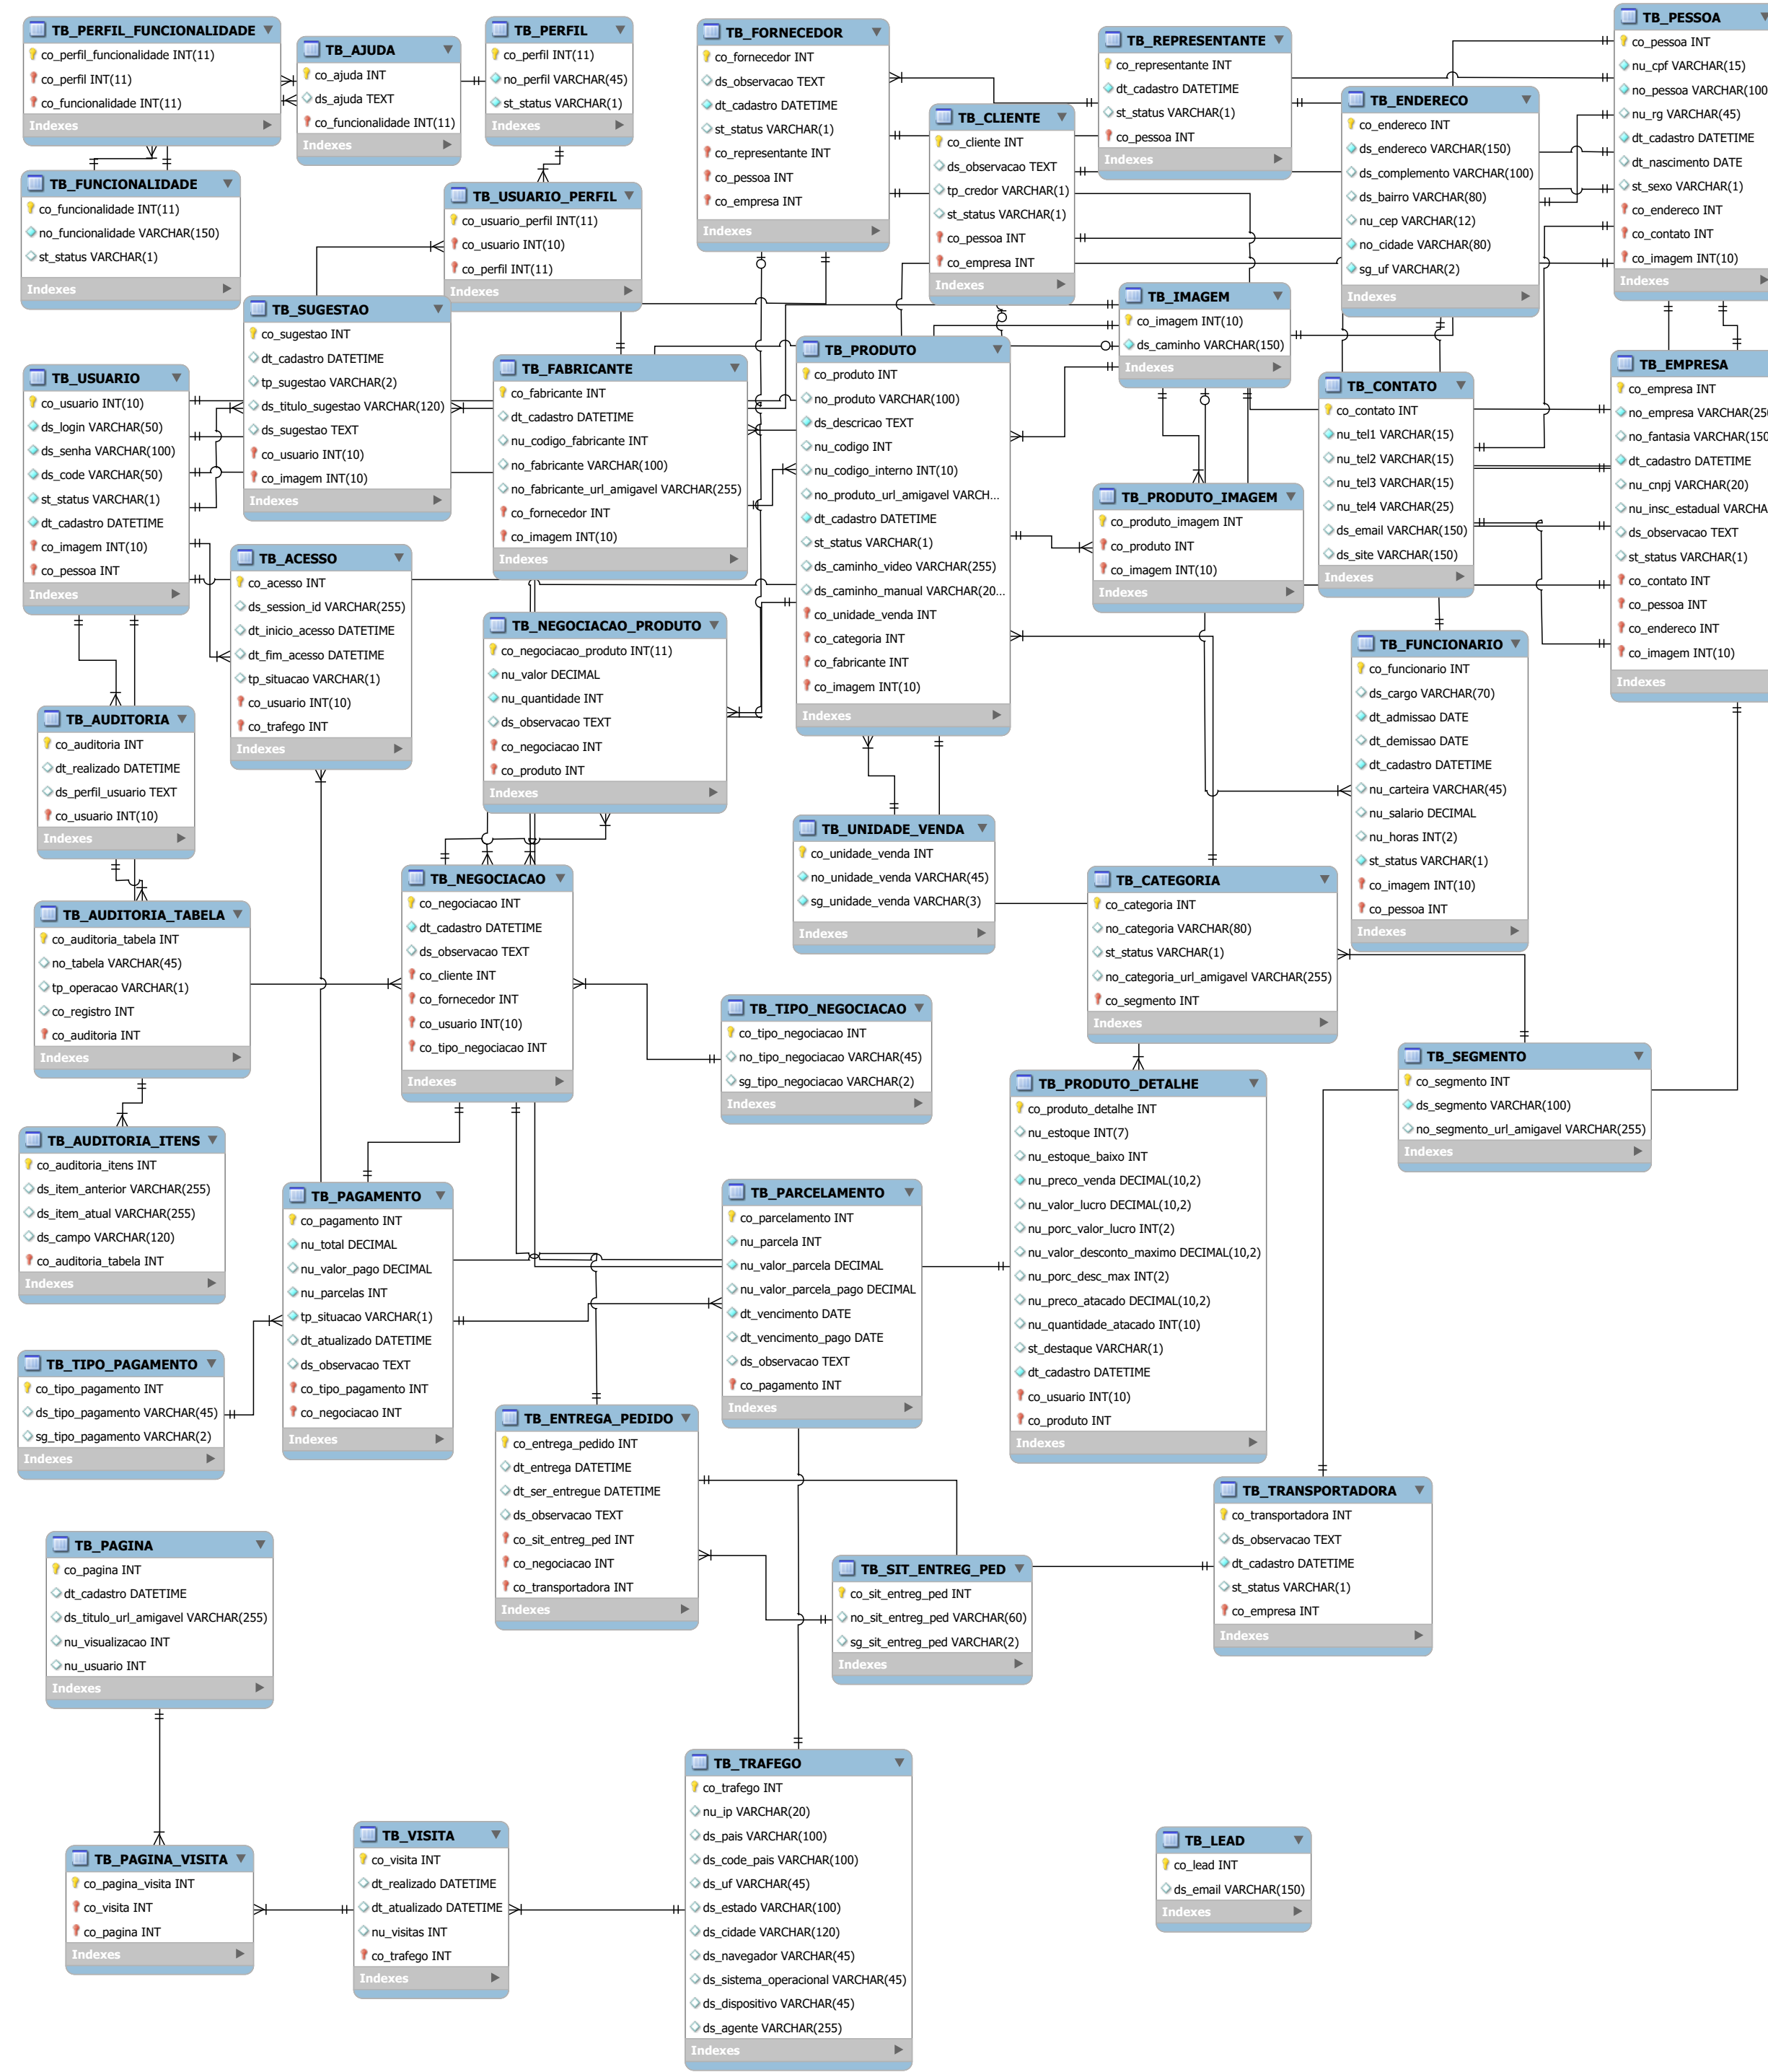 TB_PERFIL_FUNCIONALIDADE
co_perfil_funcionalidade INT(11)
co_perfil INT(11)
co_funcionalidade INT(11)
Indexes
TB_AJUDA
co_ajuda INT
ds_ajuda TEXT
co_funcionalidade INT(11)
Indexes
TB_PERFIL
co_perfil INT(11)
no_perfil VARCHAR(45)
st_status VARCHAR(1)
Indexes
TB_FORNECEDOR
co_fornecedor INT
ds_observacao TEXT
dt_cadastro DATETIME
st_status VARCHAR(1)
co_representante INT
co_pessoa INT
co_empresa INT
Indexes
TB_REPRESENTANTE
co_representante INT
dt_cadastro DATETIME
st_status VARCHAR(1)
co_pessoa INT
Indexes
TB_PESSOA
co_pessoa INT
nu_cpf VARCHAR(15)
no_pessoa VARCHAR(100
nu_rg VARCHAR(45)
dt_cadastro DATETIME
dt_nascimento DATE
st_sexo VARCHAR(1)
co_endereco INT
co_contato INT
co_imagem INT(10)
Indexes
TB_CLIENTE
co_cliente INT
ds_observacao TEXT
tp_credor VARCHAR(1)
st_status VARCHAR(1)
co_pessoa INT
co_empresa INT
Indexes
TB_ENDERECO
co_endereco INT
ds_endereco VARCHAR(150)
ds_complemento VARCHAR(100)
ds_bairro VARCHAR(80)
nu_cep VARCHAR(12)
no_cidade VARCHAR(80)
sg_uf VARCHAR(2)
Indexes
TB_FUNCIONALIDADE
co_funcionalidade INT(11)
no_funcionalidade VARCHAR(150)
st_status VARCHAR(1)
Indexes
TB_USUARIO_PERFIL
co_usuario_perfil INT(11)
co_usuario INT(10)
co_perfil INT(11)
Indexes
TB_SUGESTAO
co_sugestao INT
dt_cadastro DATETIME
tp_sugestao VARCHAR(2)
ds_titulo_sugestao VARCHAR(120)
ds_sugestao TEXT
co_usuario INT(10)
co_imagem INT(10)
Indexes
TB_IMAGEM
co_imagem INT(10)
ds_caminho VARCHAR(150)
Indexes
TB_USUARIO
co_usuario INT(10)
ds_login VARCHAR(50)
ds_senha VARCHAR(100)
ds_code VARCHAR(50)
st_status VARCHAR(1)
dt_cadastro DATETIME
co_imagem INT(10)
co_pessoa INT
Indexes
TB_FABRICANTE
co_fabricante INT
dt_cadastro DATETIME
nu_codigo_fabricante INT
no_fabricante VARCHAR(100)
no_fabricante_url_amigavel VARCHAR(255)
co_fornecedor INT
co_imagem INT(10)
Indexes
TB_PRODUTO
co_produto INT
no_produto VARCHAR(100)
ds_descricao TEXT
nu_codigo INT
nu_codigo_interno INT(10)
no_produto_url_amigavel VARCH...
dt_cadastro DATETIME
st_status VARCHAR(1)
ds_caminho_video VARCHAR(255)
ds_caminho_manual VARCHAR(20...
co_unidade_venda INT
co_categoria INT
co_fabricante INT
co_imagem INT(10)
Indexes
TB_CONTATO
co_contato INT
nu_tel1 VARCHAR(15)
nu_tel2 VARCHAR(15)
nu_tel3 VARCHAR(15)
nu_tel4 VARCHAR(25)
ds_email VARCHAR(150)
ds_site VARCHAR(150)
Indexes
TB_EMPRESA
co_empresa INT
no_empresa VARCHAR(25
no_fantasia VARCHAR(150
dt_cadastro DATETIME
nu_cnpj VARCHAR(20)
nu_insc_estadual VARCHA
ds_observacao TEXT
st_status VARCHAR(1)
co_contato INT
co_pessoa INT
co_endereco INT
co_imagem INT(10)
Indexes
TB_PRODUTO_IMAGEM
co_produto_imagem INT
co_produto INT
co_imagem INT(10)
Indexes
TB_ACESSO
co_acesso INT
ds_session_id VARCHAR(255)
dt_inicio_acesso DATETIME
dt_fim_acesso DATETIME
tp_situacao VARCHAR(1)
co_usuario INT(10)
co_trafego INT
Indexes
TB_NEGOCIACAO_PRODUTO
co_negociacao_produto INT(11)
nu_valor DECIMAL
nu_quantidade INT
ds_observacao TEXT
co_negociacao INT
co_produto INT
Indexes
TB_FUNCIONARIO
co_funcionario INT
ds_cargo VARCHAR(70)
dt_admissao DATE
dt_demissao DATE
dt_cadastro DATETIME
nu_carteira VARCHAR(45)
nu_salario DECIMAL
nu_horas INT(2)
st_status VARCHAR(1)
co_imagem INT(10)
co_pessoa INT
Indexes
TB_AUDITORIA
co_auditoria INT
dt_realizado DATETIME
ds_perfil_usuario TEXT
co_usuario INT(10)
Indexes
TB_UNIDADE_VENDA
co_unidade_venda INT
no_unidade_venda VARCHAR(45)
sg_unidade_venda VARCHAR(3)
Indexes
TB_NEGOCIACAO
co_negociacao INT
dt_cadastro DATETIME
ds_observacao TEXT
co_cliente INT
co_fornecedor INT
co_usuario INT(10)
co_tipo_negociacao INT
Indexes
TB_CATEGORIA
co_categoria INT
no_categoria VARCHAR(80)
st_status VARCHAR(1)
no_categoria_url_amigavel VARCHAR(255)
co_segmento INT
Indexes
TB_AUDITORIA_TABELA
co_auditoria_tabela INT
no_tabela VARCHAR(45)
tp_operacao VARCHAR(1)
co_registro INT
co_auditoria INT
Indexes
TB_TIPO_NEGOCIACAO
co_tipo_negociacao INT
no_tipo_negociacao VARCHAR(45)
sg_tipo_negociacao VARCHAR(2)
Indexes
TB_SEGMENTO
co_segmento INT
ds_segmento VARCHAR(100)
no_segmento_url_amigavel VARCHAR(255)
Indexes
TB_PRODUTO_DETALHE
co_produto_detalhe INT
nu_estoque INT(7)
nu_estoque_baixo INT
nu_preco_venda DECIMAL(10,2)
nu_valor_lucro DECIMAL(10,2)
nu_porc_valor_lucro INT(2)
nu_valor_desconto_maximo DECIMAL(10,2)
nu_porc_desc_max INT(2)
nu_preco_atacado DECIMAL(10,2)
nu_quantidade_atacado INT(10)
st_destaque VARCHAR(1)
dt_cadastro DATETIME
co_usuario INT(10)
co_produto INT
Indexes
TB_AUDITORIA_ITENS
co_auditoria_itens INT
ds_item_anterior VARCHAR(255)
ds_item_atual VARCHAR(255)
ds_campo VARCHAR(120)
co_auditoria_tabela INT
Indexes
TB_PAGAMENTO
co_pagamento INT
nu_total DECIMAL
nu_valor_pago DECIMAL
nu_parcelas INT
tp_situacao VARCHAR(1)
dt_atualizado DATETIME
ds_observacao TEXT
co_tipo_pagamento INT
co_negociacao INT
Indexes
TB_PARCELAMENTO
co_parcelamento INT
nu_parcela INT
nu_valor_parcela DECIMAL
nu_valor_parcela_pago DECIMAL
dt_vencimento DATE
dt_vencimento_pago DATE
ds_observacao TEXT
co_pagamento INT
Indexes
TB_TIPO_PAGAMENTO
co_tipo_pagamento INT
ds_tipo_pagamento VARCHAR(45)
sg_tipo_pagamento VARCHAR(2)
Indexes
TB_ENTREGA_PEDIDO
co_entrega_pedido INT
dt_entrega DATETIME
dt_ser_entregue DATETIME
ds_observacao TEXT
co_sit_entreg_ped INT
co_negociacao INT
co_transportadora INT
Indexes
TB_TRANSPORTADORA
co_transportadora INT
ds_observacao TEXT
dt_cadastro DATETIME
st_status VARCHAR(1)
co_empresa INT
Indexes
TB_PAGINA
co_pagina INT
dt_cadastro DATETIME
ds_titulo_url_amigavel VARCHAR(255)
nu_visualizacao INT
nu_usuario INT
Indexes
TB_SIT_ENTREG_PED
co_sit_entreg_ped INT
no_sit_entreg_ped VARCHAR(60)
sg_sit_entreg_ped VARCHAR(2)
Indexes
TB_TRAFEGO
co_trafego INT
nu_ip VARCHAR(20)
ds_pais VARCHAR(100)
ds_code_pais VARCHAR(100)
ds_uf VARCHAR(45)
ds_estado VARCHAR(100)
ds_cidade VARCHAR(120)
ds_navegador VARCHAR(45)
ds_sistema_operacional VARCHAR(45)
ds_dispositivo VARCHAR(45)
ds_agente VARCHAR(255)
Indexes
TB_PAGINA_VISITA
co_pagina_visita INT
co_visita INT
co_pagina INT
Indexes
TB_VISITA
co_visita INT
dt_realizado DATETIME
dt_atualizado DATETIME
nu_visitas INT
co_trafego INT
Indexes
TB_LEAD
co_lead INT
ds_email VARCHAR(150)
Indexes